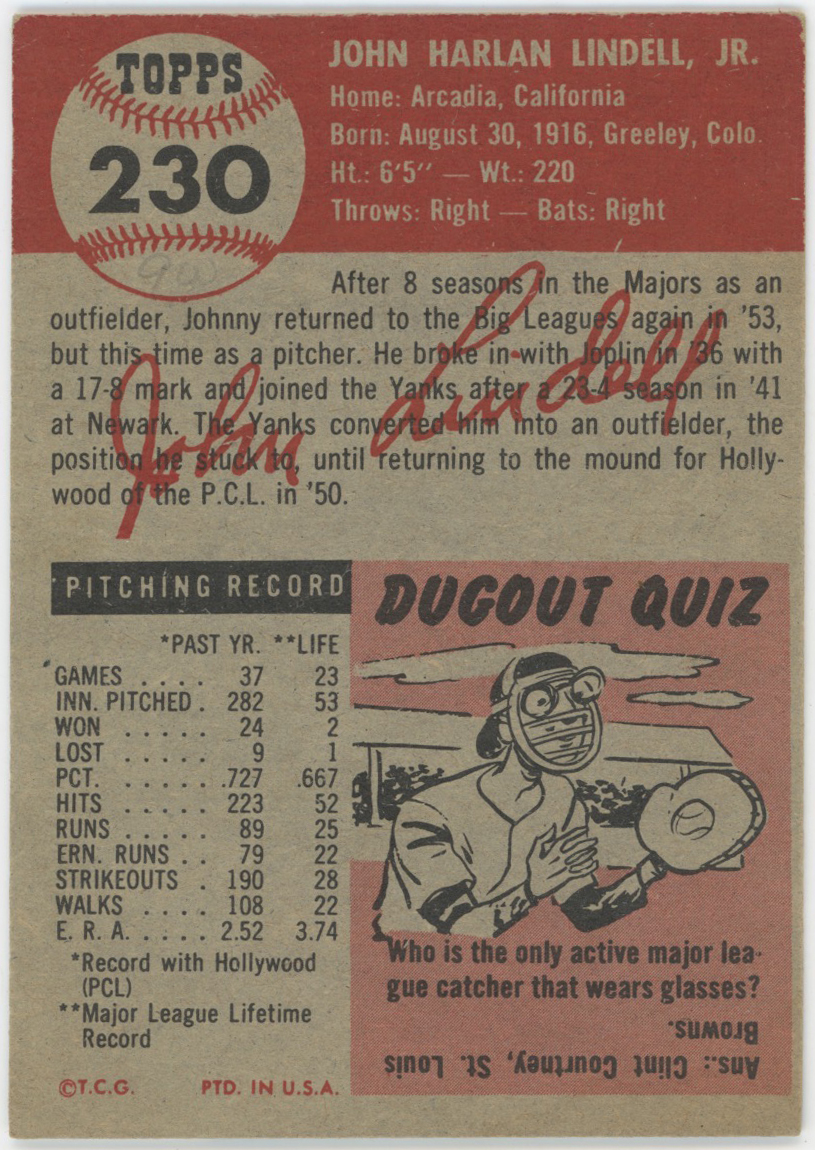 TOPPS
230
JOHN HARLAN LINDELL, JR.
Home: Arcadia, California
Born: August 30, 1916, Greeley, Colo.
Ht.: 6'5" — Wt.: 220
Throws: Right — Bats: Right
After 8 seasons in the Majors as an
outfielder, Johnny returned to the Big Leagues again in '53,
but this time as a pitcher. He broke in with Joplin in '36 with
a 17-8 mark and joined the Yanks after a 23-4 season in '41
at Newark. The Yanks converted him into an outfielder, the
position he stuck to, until returning to the mound for Holly-
wood of the P.C.L. in '50.
John Lindell
PITCHING RECORD
*PAST YR. **LIFE
GAMES . . . . 37 23
INN. PITCHED . 282 53
WON . . . . . 24 2
LOST . . . . . 9 1
PCT. . . . . . .727 .667
HITS . . . . . 223 52
RUNS . . . . . 89 25
ERN. RUNS . . 79 22
STRIKEOUTS . 190 28
WALKS . . . . 108 22
E. R. A. . . . . 2.52 3.74
*Record with Hollywood
(PCL)
**Major League Lifetime
Record
©T.C.G. PTD. IN U.S.A.
DUGOUT QUIZ
Who is the only active major lea-
gue catcher that wears glasses?
Ans.: Clint Courtney, St. Louis
Browns.